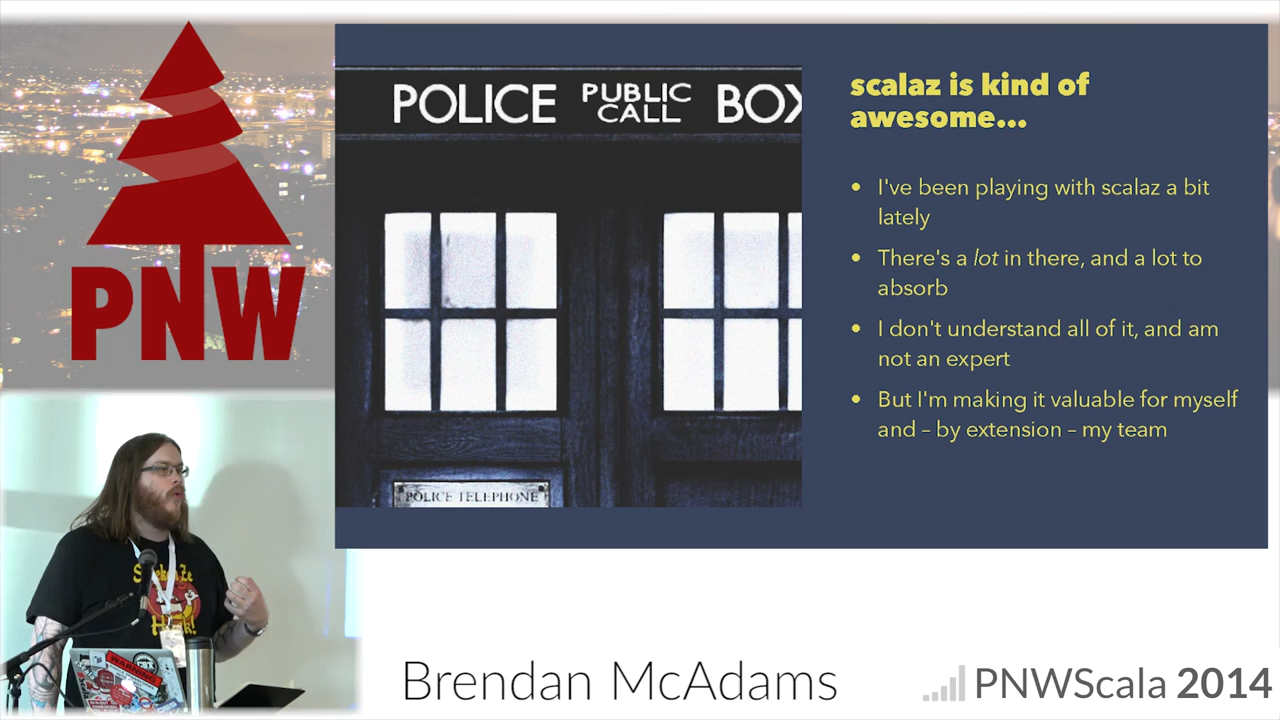 PNW
POLICE PUBLIC CALL BOX
POLICE TELEPHONE
scalaz is kind of
awesome...
• I've been playing with scalaz a bit
lately
• There's a lot in there, and a lot to
absorb
• I don't understand all of it, and am
not an expert
• But I'm making it valuable for myself
and – by extension – my team
WARNING
Brendan McAdams
PNWScala 2014